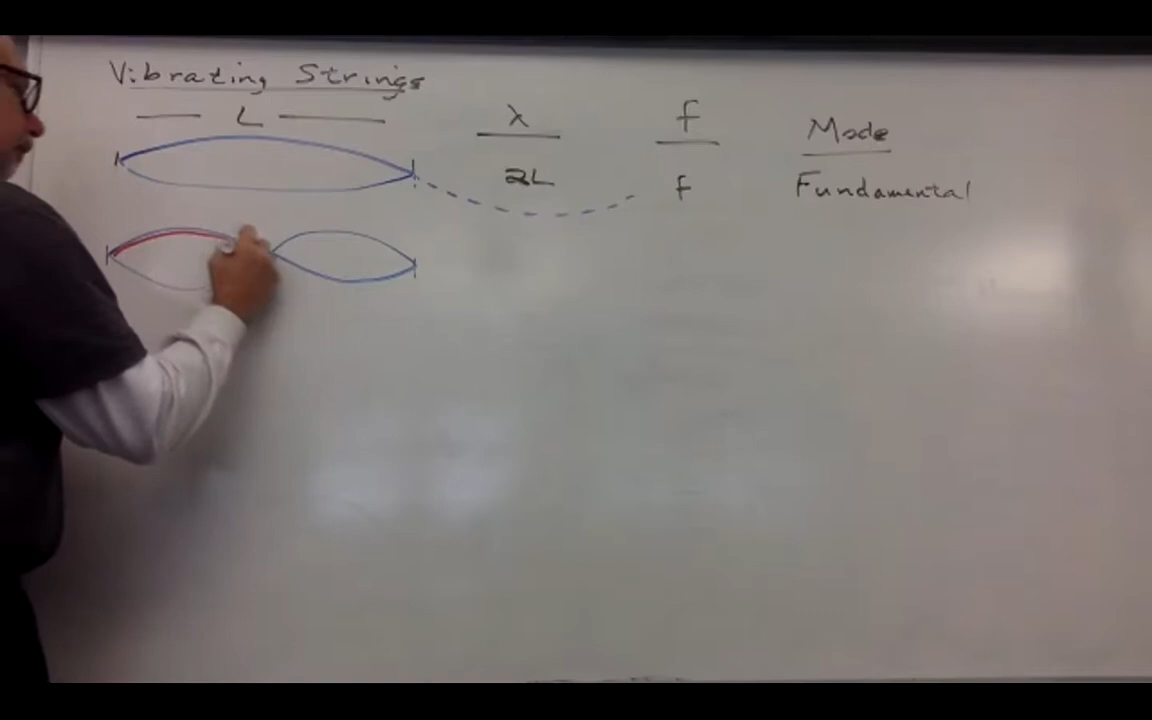 Vibrating Strings
L λ f Mode
2L f Fundamental